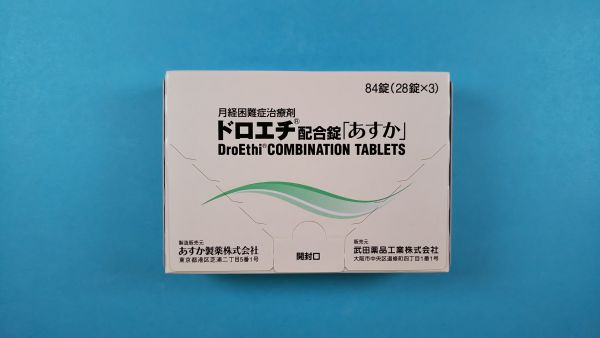 84錠(28錠×3)
月経困難症治療剤
ドロエチ®配合錠「あすか」
DroEthi® COMBINATION TABLETS
製造販売元
あすか製薬株式会社
東京都港区芝浦二丁目5番1号
開封口
販売元
武田薬品工業株式会社
大阪市中央区道修町四丁目1番1号